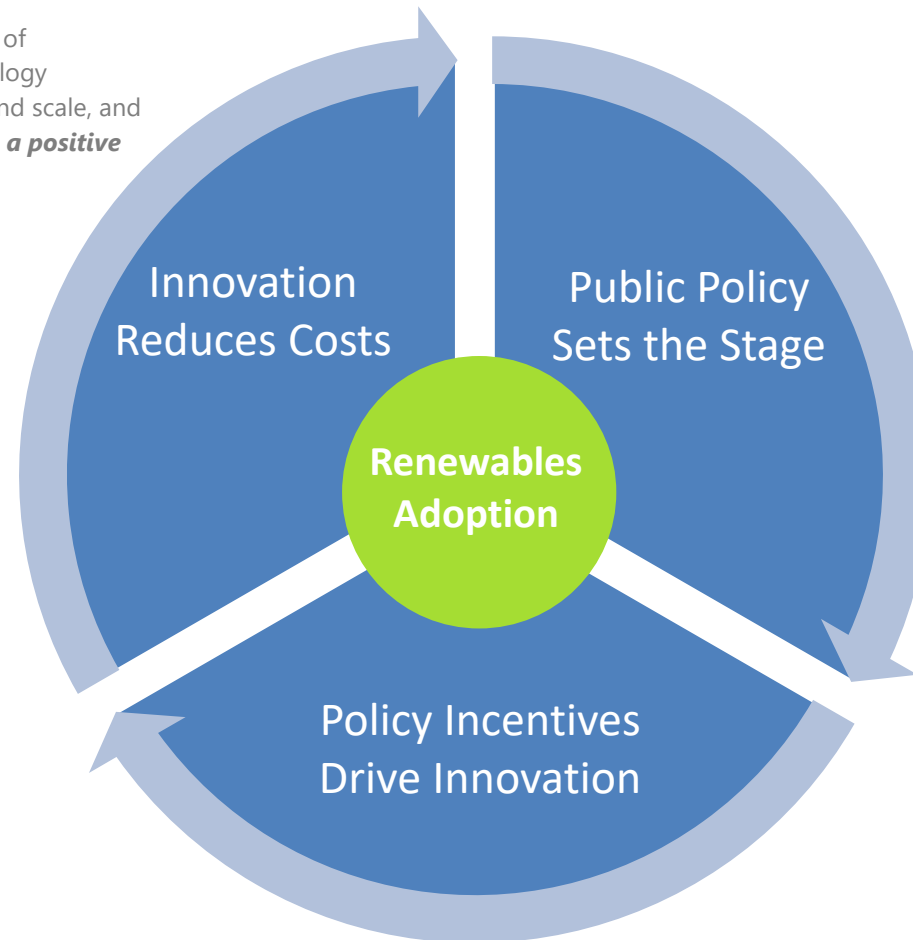 of
logy
nd scale, and
a positive
Innovation
Reduces Costs
Public Policy
Sets the Stage
Renewables
Adoption
Policy Incentives
Drive Innovation